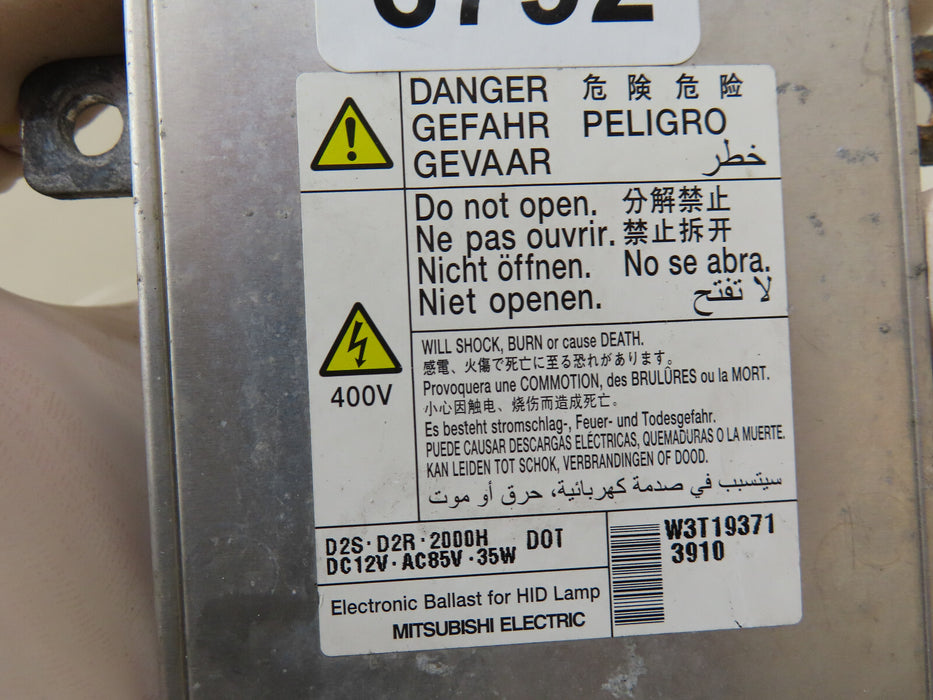 DANGER 危険 危险
GEFAHR PELIGRO
GEVAAR خطر
Do not open. 分解禁止
Ne pas ouvrir. 禁止拆开
Nicht öffnen. No se abra.
Niet openen. لا تفتح
400V
WILL SHOCK, BURN or cause DEATH.
感電、火傷で死亡に至る恐れがあります。
Provoquera une COMMOTION, des BRULÛRES ou la MORT.
小心因触电、烧伤而造成死亡。
Es besteht stromschlag-, Feuer- und Todesgefahr.
PUEDE CAUSAR DESCARGAS ELÉCTRICAS, QUEMADURAS O LA MUERTE.
KAN LEIDEN TOT SCHOK, VERBRANDINGEN OF DOOD.
سيتسبب في صدمة كهربائية، حرق أو موت
D2S·D2R·2000H DOT
DC12V·AC85V·35W
W3T19371
3910
Electronic Ballast for HID Lamp
MITSUBISHI ELECTRIC